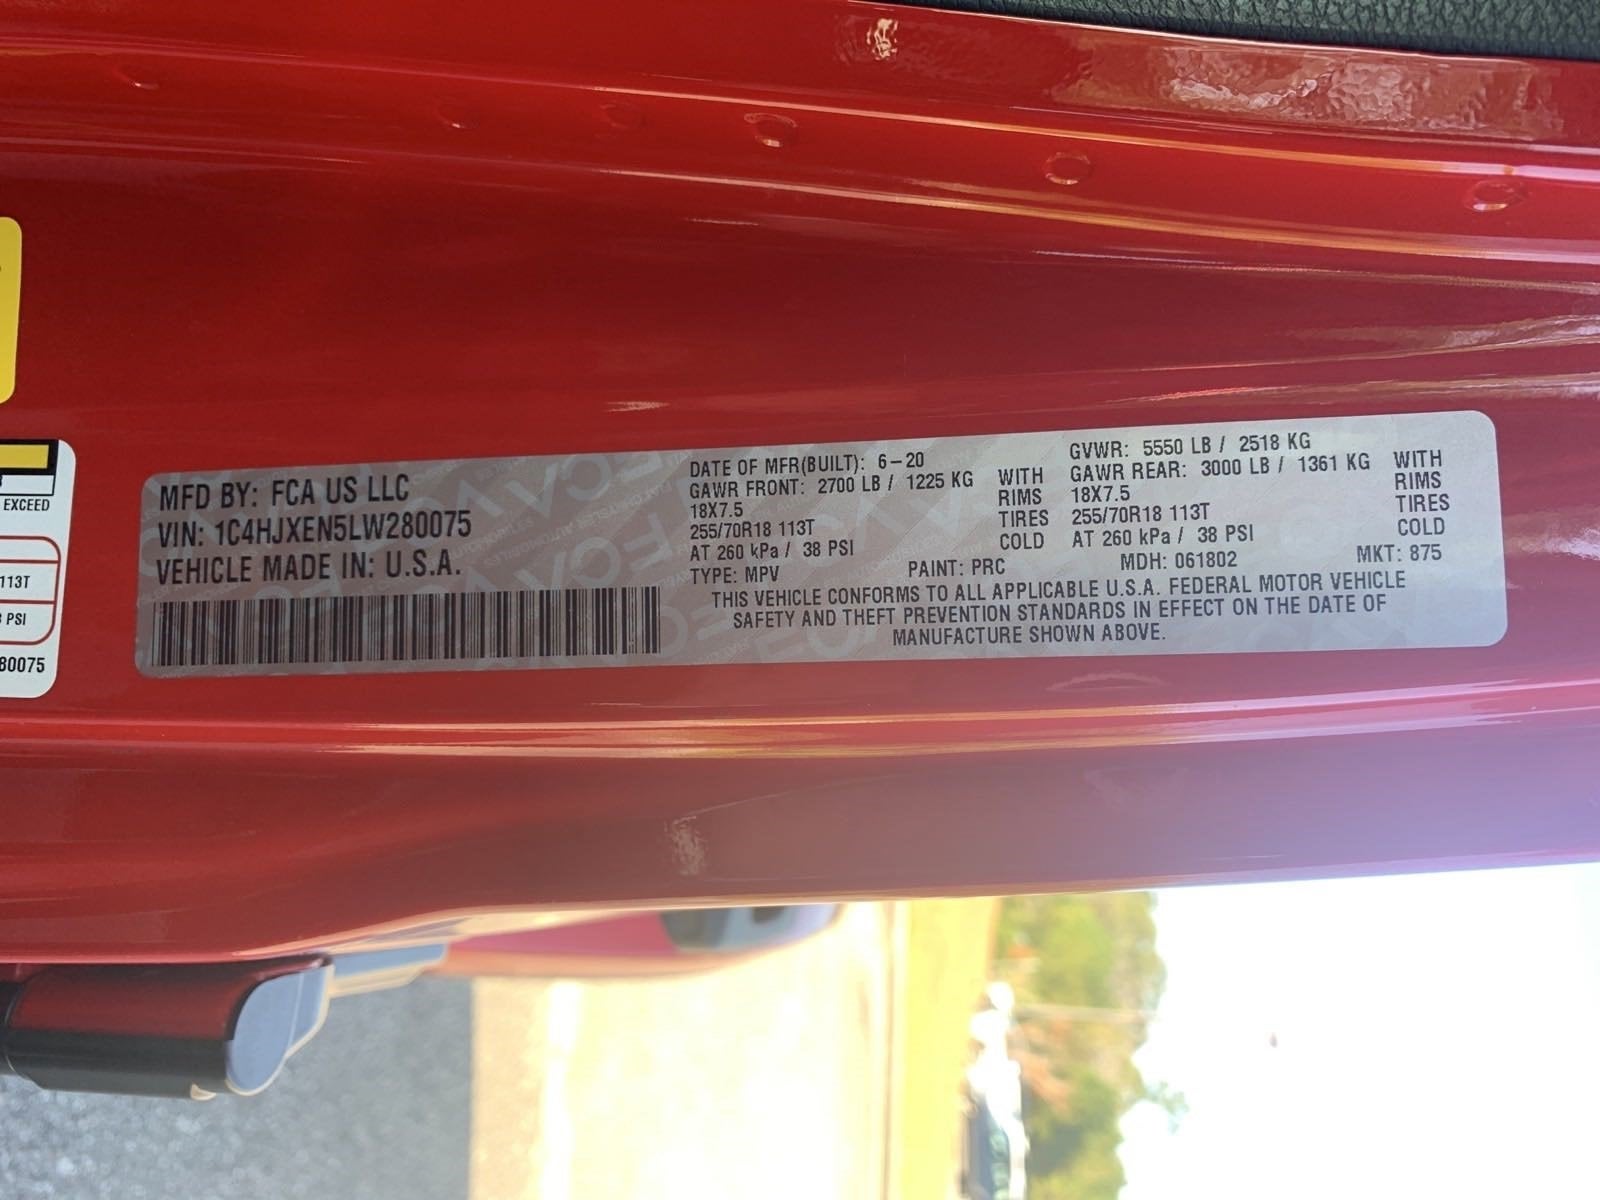 EXCEED
113T
PSI
80075
MFD BY: FCA US LLC
VIN: 1C4HJXEN5LW280075
VEHICLE MADE IN: U.S.A.
DATE OF MFR(BUILT): 6-20
GAWR FRONT: 2700 LB / 1225 KG WITH
18X7.5 RIMS
255/70R18 113T TIRES
AT 260 kPa / 38 PSI COLD
GVWR: 5550 LB / 2518 KG
GAWR REAR: 3000 LB / 1361 KG WITH
18X7.5 RIMS
255/70R18 113T TIRES
AT 260 kPa / 38 PSI COLD
TYPE: MPV PAINT: PRC MDH: 061802 MKT: 875
THIS VEHICLE CONFORMS TO ALL APPLICABLE U.S.A. FEDERAL MOTOR VEHICLE
SAFETY AND THEFT PREVENTION STANDARDS IN EFFECT ON THE DATE OF
MANUFACTURE SHOWN ABOVE.